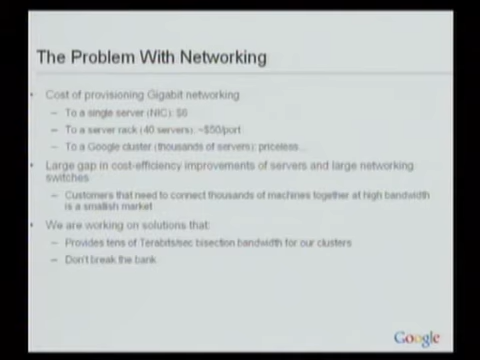 The Problem With Networking
• Cost of provisioning Gigabit networking
– To a single server (NIC): $6
– To a server rack (40 servers): ~$50/port
– To a Google cluster (thousands of servers): priceless...
• Large gap in cost-efficiency improvements of servers and large networking
switches
– Customers that need to connect thousands of machines together at high bandwidth
is a smallish market
• We are working on solutions that:
– Provides tens of Terabits/sec bisection bandwidth for our clusters
– Don't break the bank
Google